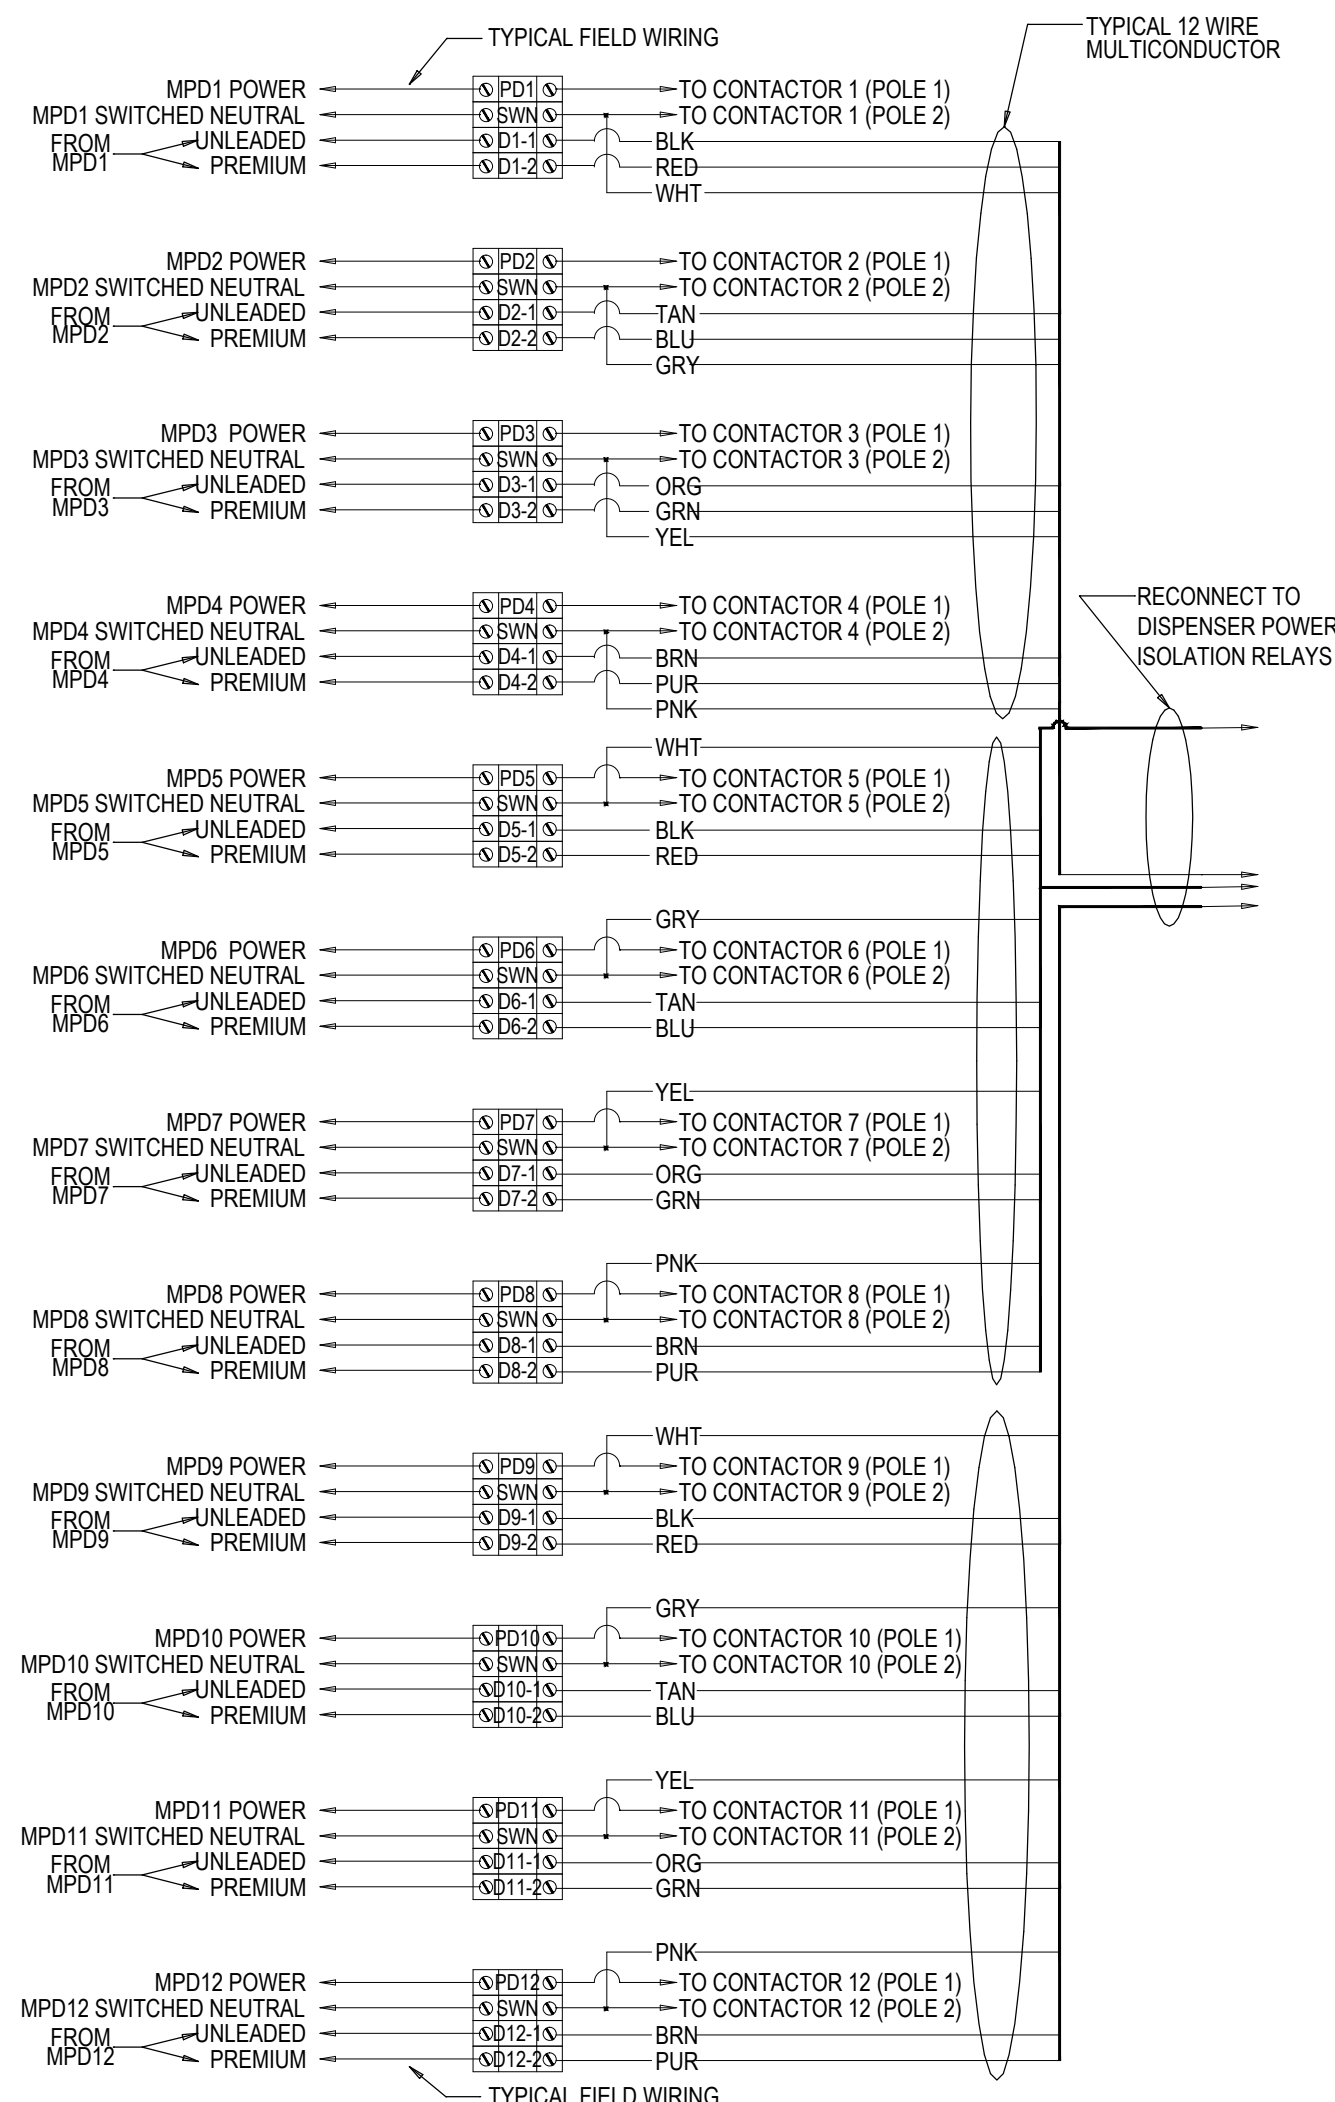 TYPICAL FIELD WIRING
TYPICAL 12 WIRE
MULTICONDUCTOR
MPD1 POWER PD1 TO CONTACTOR 1 (POLE 1)
MPD1 SWITCHED NEUTRAL SWN TO CONTACTOR 1 (POLE 2)
FROM UNLEADED D1-1 BLK
MPD1 PREMIUM D1-2 RED
WHT
MPD2 POWER PD2 TO CONTACTOR 2 (POLE 1)
MPD2 SWITCHED NEUTRAL SWN TO CONTACTOR 2 (POLE 2)
FROM UNLEADED D2-1 TAN
MPD2 PREMIUM D2-2 BLU
GRY
MPD3 POWER PD3 TO CONTACTOR 3 (POLE 1)
MPD3 SWITCHED NEUTRAL SWN TO CONTACTOR 3 (POLE 2)
FROM UNLEADED D3-1 ORG
MPD3 PREMIUM D3-2 GRN
YEL
MPD4 POWER PD4 TO CONTACTOR 4 (POLE 1)
MPD4 SWITCHED NEUTRAL SWN TO CONTACTOR 4 (POLE 2)
FROM UNLEADED D4-1 BRN
MPD4 PREMIUM D4-2 PUR
PNK
RECONNECT TO
DISPENSER POWER
ISOLATION RELAYS
WHT
MPD5 POWER PD5 TO CONTACTOR 5 (POLE 1)
MPD5 SWITCHED NEUTRAL SWN TO CONTACTOR 5 (POLE 2)
FROM UNLEADED D5-1 BLK
MPD5 PREMIUM D5-2 RED
GRY
MPD6 POWER PD6 TO CONTACTOR 6 (POLE 1)
MPD6 SWITCHED NEUTRAL SWN TO CONTACTOR 6 (POLE 2)
FROM UNLEADED D6-1 TAN
MPD6 PREMIUM D6-2 BLU
YEL
MPD7 POWER PD7 TO CONTACTOR 7 (POLE 1)
MPD7 SWITCHED NEUTRAL SWN TO CONTACTOR 7 (POLE 2)
FROM UNLEADED D7-1 ORG
MPD7 PREMIUM D7-2 GRN
PNK
MPD8 POWER PD8 TO CONTACTOR 8 (POLE 1)
MPD8 SWITCHED NEUTRAL SWN TO CONTACTOR 8 (POLE 2)
FROM UNLEADED D8-1 BRN
MPD8 PREMIUM D8-2 PUR
WHT
MPD9 POWER PD9 TO CONTACTOR 9 (POLE 1)
MPD9 SWITCHED NEUTRAL SWN TO CONTACTOR 9 (POLE 2)
FROM UNLEADED D9-1 BLK
MPD9 PREMIUM D9-2 RED
GRY
MPD10 POWER PD10 TO CONTACTOR 10 (POLE 1)
MPD10 SWITCHED NEUTRAL SWN TO CONTACTOR 10 (POLE 2)
FROM UNLEADED D10-1 TAN
MPD10 PREMIUM D10-2 BLU
YEL
MPD11 POWER PD11 TO CONTACTOR 11 (POLE 1)
MPD11 SWITCHED NEUTRAL SWN TO CONTACTOR 11 (POLE 2)
FROM UNLEADED D11-1 ORG
MPD11 PREMIUM D11-2 GRN
PNK
MPD12 POWER PD12 TO CONTACTOR 12 (POLE 1)
MPD12 SWITCHED NEUTRAL SWN TO CONTACTOR 12 (POLE 2)
FROM UNLEADED D12-1 BRN
MPD12 PREMIUM D12-2 PUR
TYPICAL FIELD WIRING